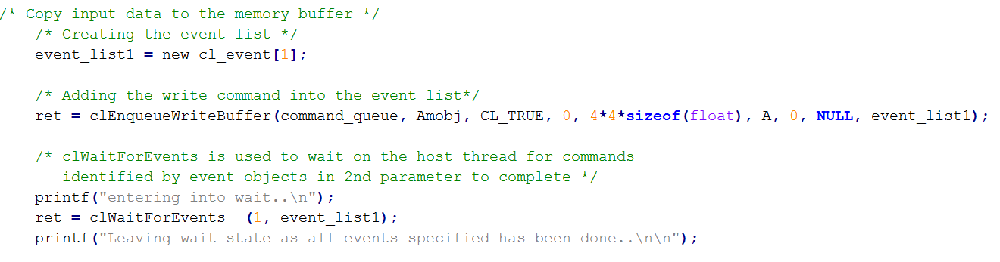 /* Copy input data to the memory buffer */
/* Creating the event list */
event_list1 = new cl_event[1];
/* Adding the write command into the event list*/
ret = clEnqueueWriteBuffer(command_queue, Amobj, CL_TRUE, 0, 4*4*sizeof(float), A, 0, NULL, event_list1);
/* clWaitForEvents is used to wait on the host thread for commands
identified by event objects in 2nd parameter to complete */
printf("entering into wait..\n");
ret = clWaitForEvents  (1, event_list1);
printf("Leaving wait state as all events specified has been done..\n\n");